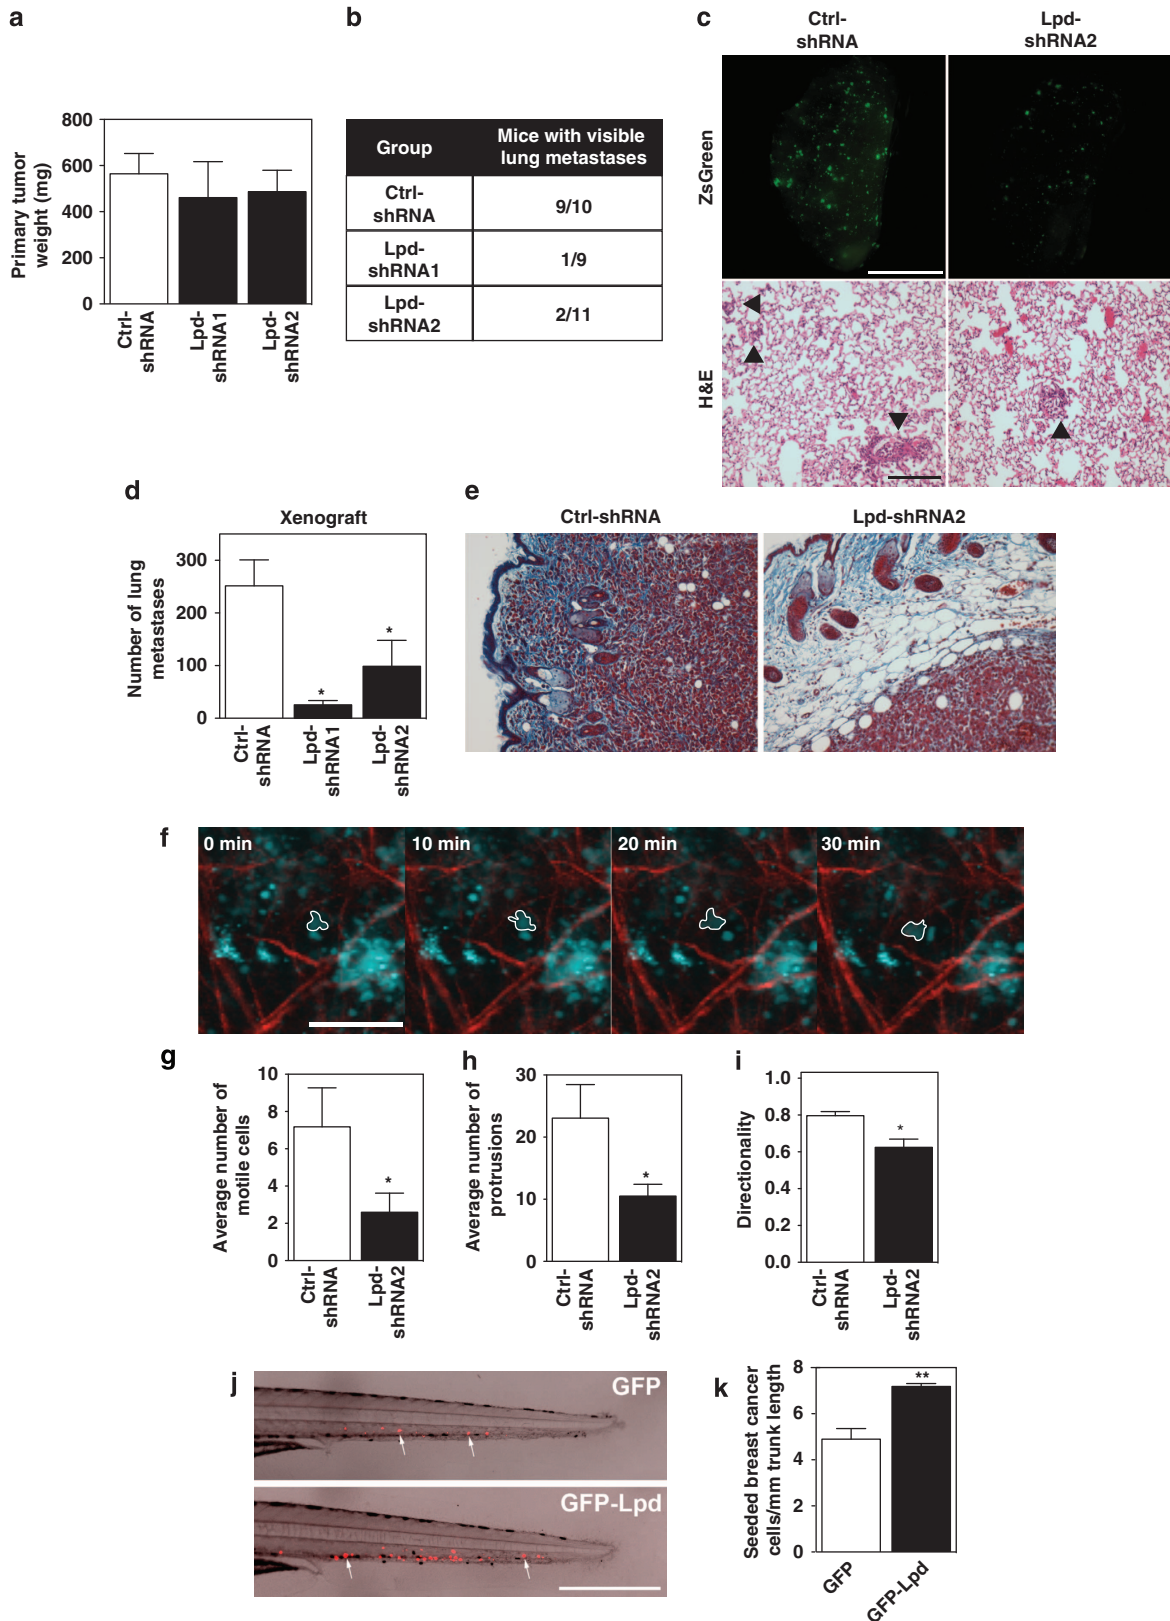 a
800
600
400
200
0
Primary tumor
weight (mg)
Ctrl-
shRNA
Lpd-
shRNA1
Lpd-
shRNA2
b
Group
Mice with visible
lung metastases
Ctrl-
shRNA
9/10
Lpd-
shRNA1
1/9
Lpd-
shRNA2
2/11
c
Ctrl-
shRNA
Lpd-
shRNA2
ZsGreen
H&E
d
Xenograft
300
200
100
0
Number of lung
metastases
*
*
Ctrl-
shRNA
Lpd-
shRNA1
Lpd-
shRNA2
e
Ctrl-shRNA
Lpd-shRNA2
f
0 min
10 min
20 min
30 min
g
10
8
6
4
2
0
Average number of
motile cells
*
Ctrl-
shRNA
Lpd-
shRNA2
h
30
20
10
0
Average number of
protrusions
*
Ctrl-
shRNA
Lpd-
shRNA2
i
1.0
0.8
0.6
0.4
0.2
0.0
Directionality
*
Ctrl-
shRNA
Lpd-
shRNA2
j
GFP
GFP-Lpd
k
8
6
4
2
0
Seeded breast cancer
cells/mm trunk length
**
GFP
GFP-Lpd